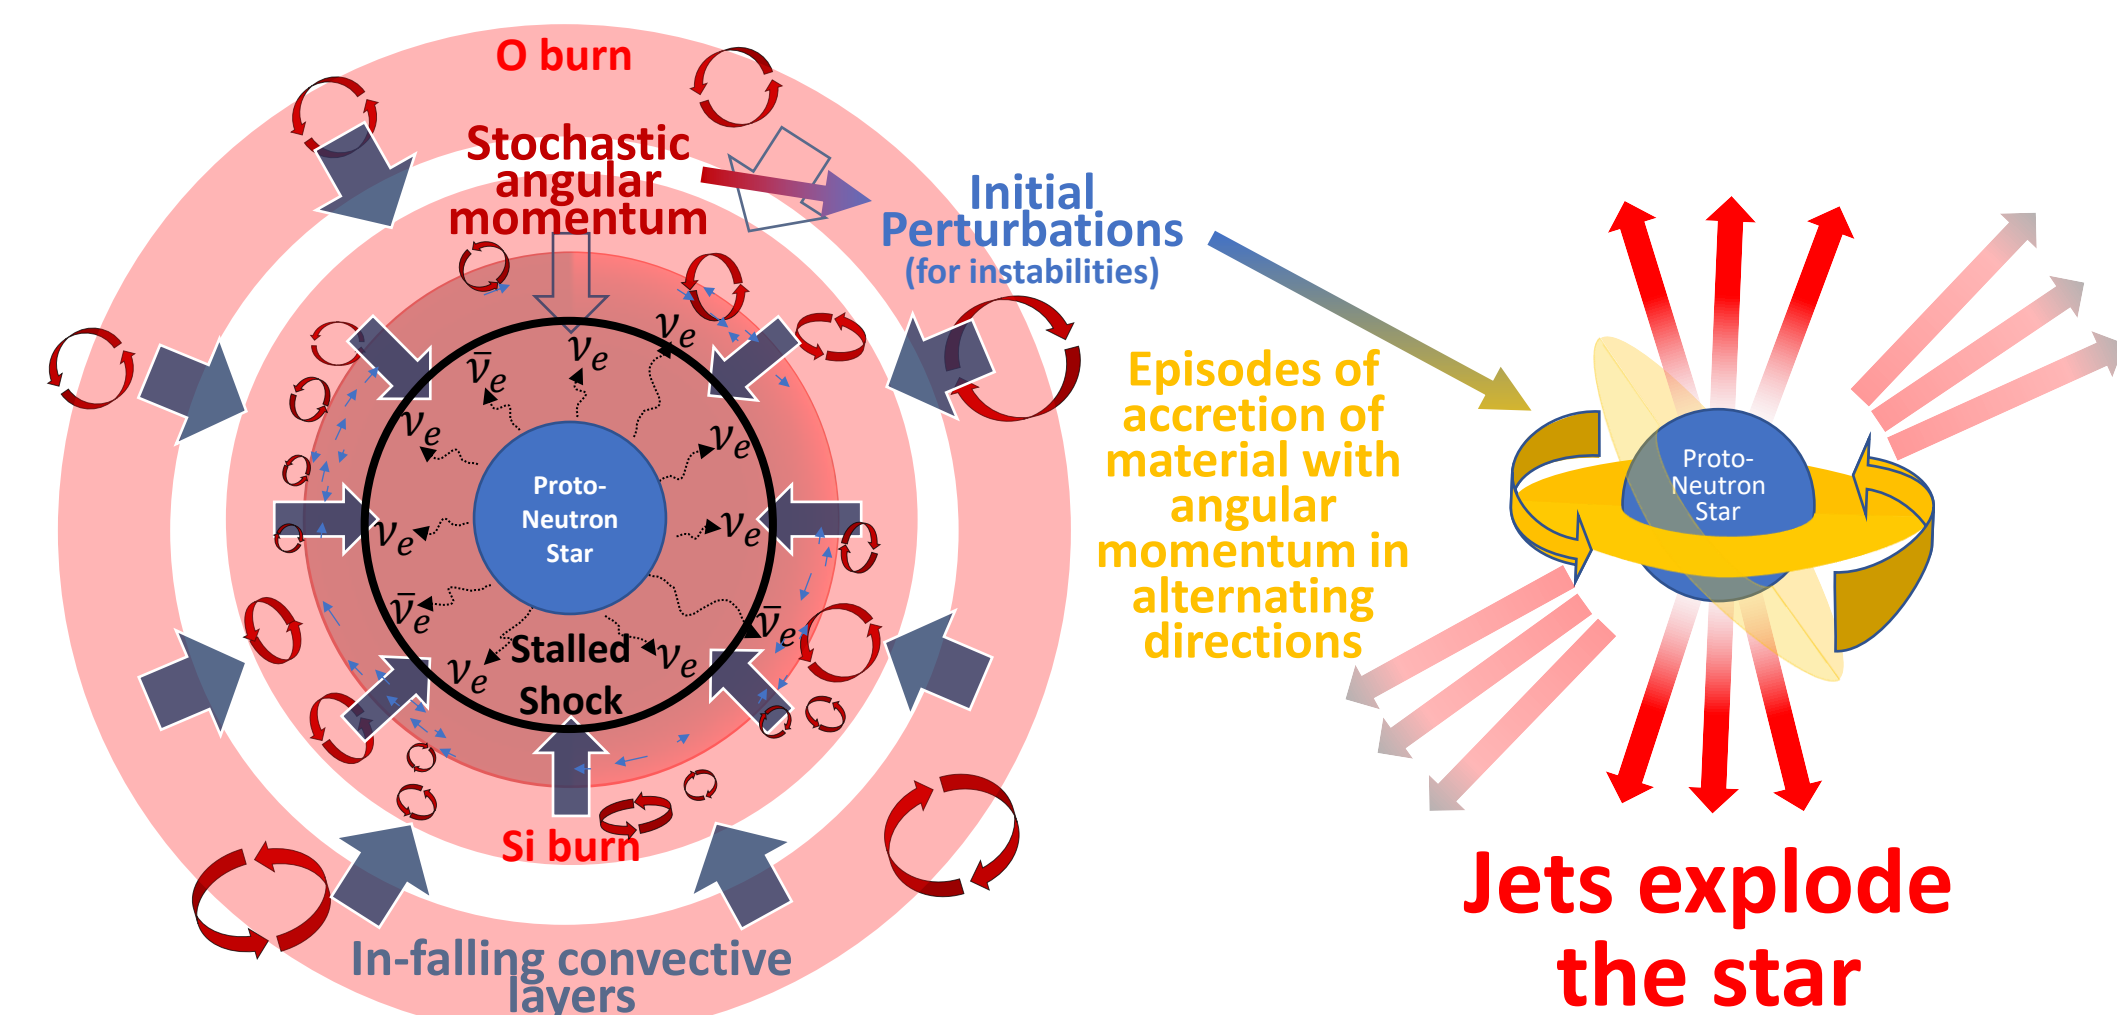 O burn
Stochastic
angular
momentum
Initial
Perturbations
(for instabilities)
ν̄e
νe
νe
νe
νe
νe
νe
ν̄e
ν̄e
νe
νe
Proto-
Neutron
Star
Stalled
Shock
Si burn
In-falling convective
layers
Episodes of
accretion of
material with
angular
momentum in
alternating
directions
Proto-
Neutron
Star
Jets explode
the star